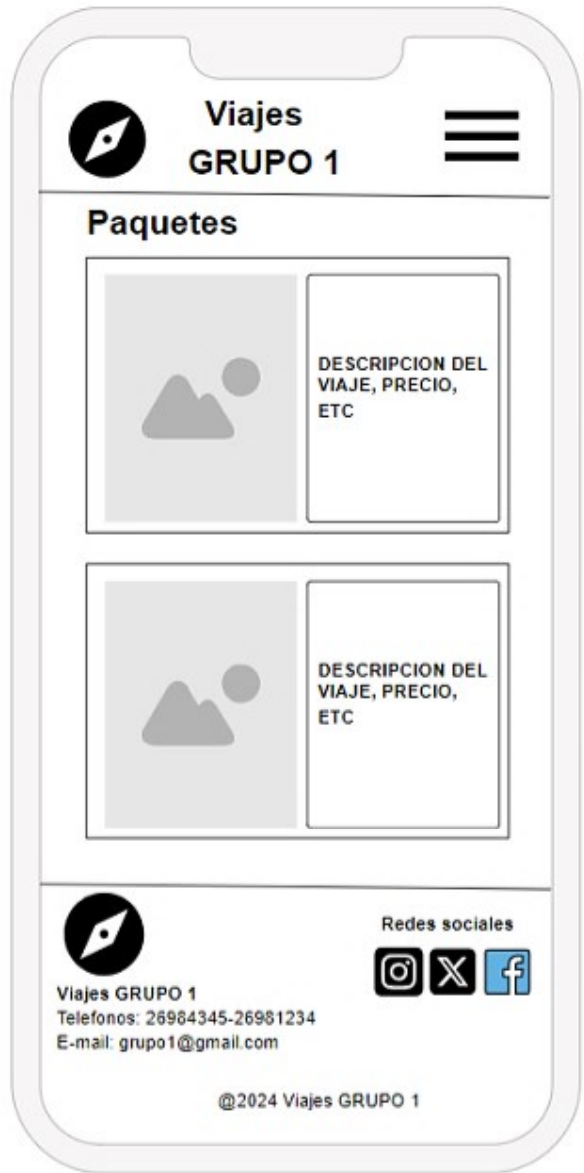 Viajes
GRUPO 1
Paquetes
DESCRIPCION DEL
VIAJE, PRECIO,
ETC
DESCRIPCION DEL
VIAJE, PRECIO,
ETC
Redes sociales
Viajes GRUPO 1
Telefonos: 26984345-26981234
E-mail: grupo1@gmail.com
@2024 Viajes GRUPO 1